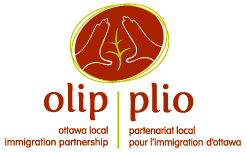 olip plio
ottawa local partenariat local
immigration partnership pour l'immigration d'ottawa